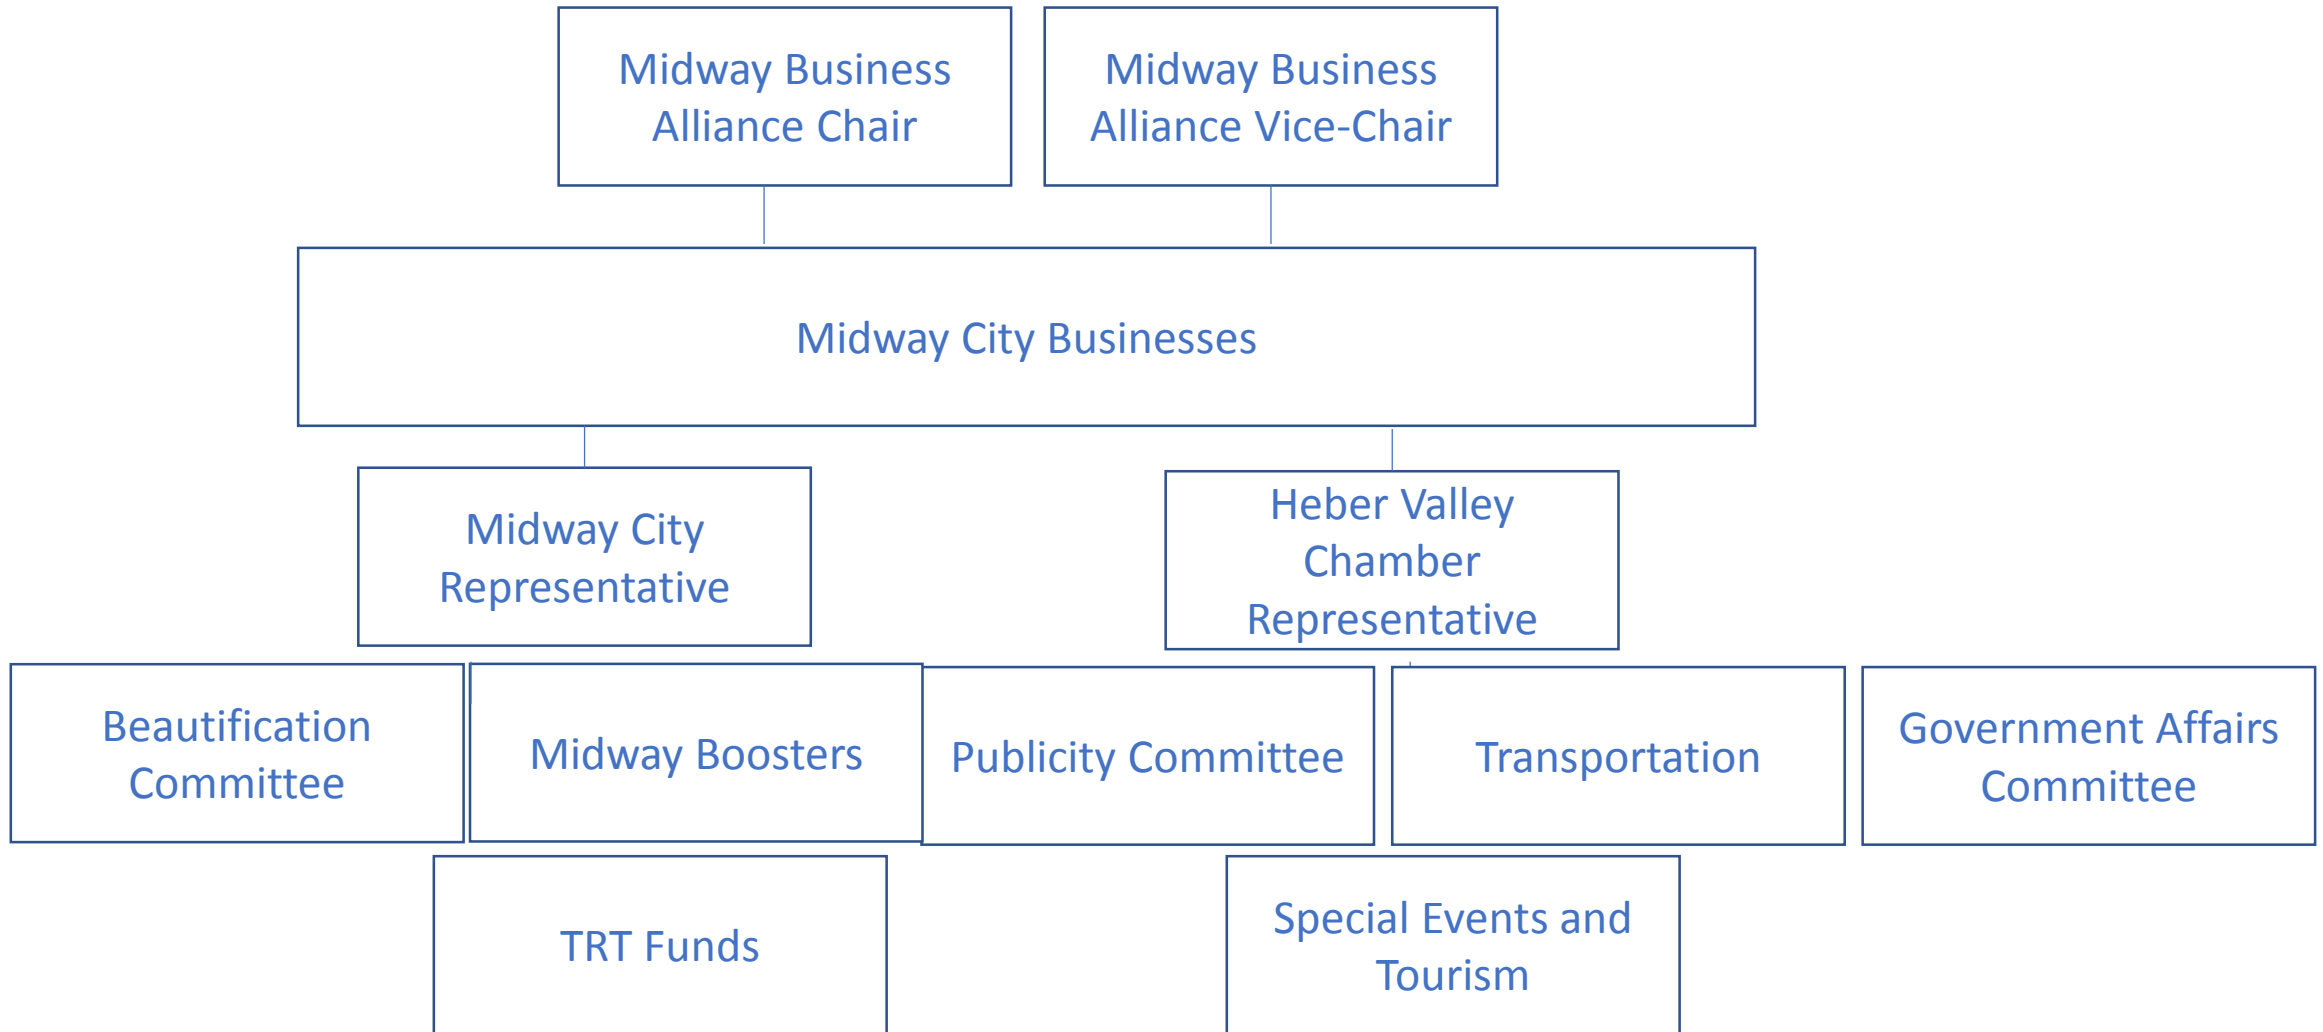 Midway Business
Alliance Chair
Midway Business
Alliance Vice-Chair
Midway City Businesses
Midway City
Representative
Heber Valley
Chamber
Representative
Beautification
Committee
Midway Boosters
Publicity Committee
Transportation
Government Affairs
Committee
TRT Funds
Special Events and
Tourism